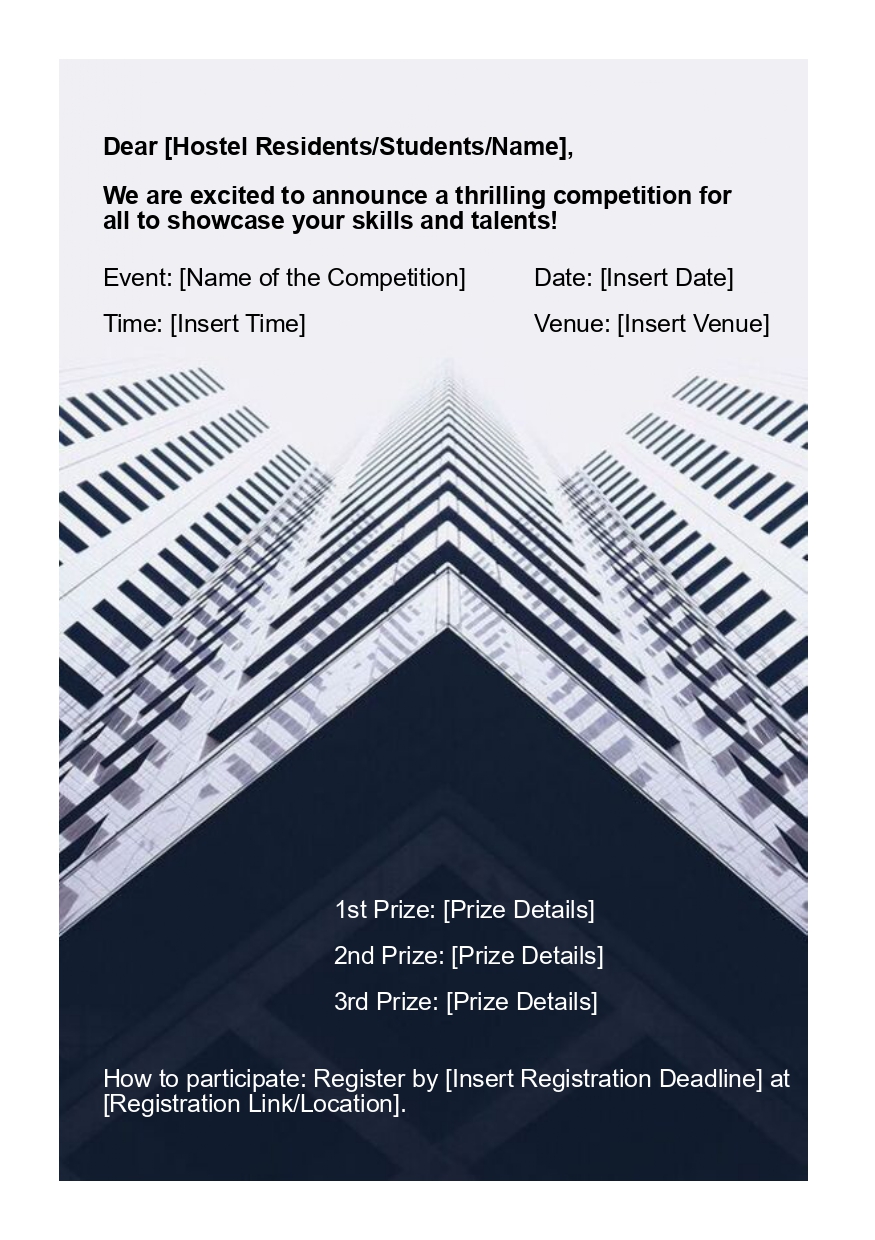 Dear [Hostel Residents/Students/Name],
We are excited to announce a thrilling competition for
all to showcase your skills and talents!
Event: [Name of the Competition]
Date: [Insert Date]
Time: [Insert Time]
Venue: [Insert Venue]
1st Prize: [Prize Details]
2nd Prize: [Prize Details]
3rd Prize: [Prize Details]
How to participate: Register by [Insert Registration Deadline] at
[Registration Link/Location].